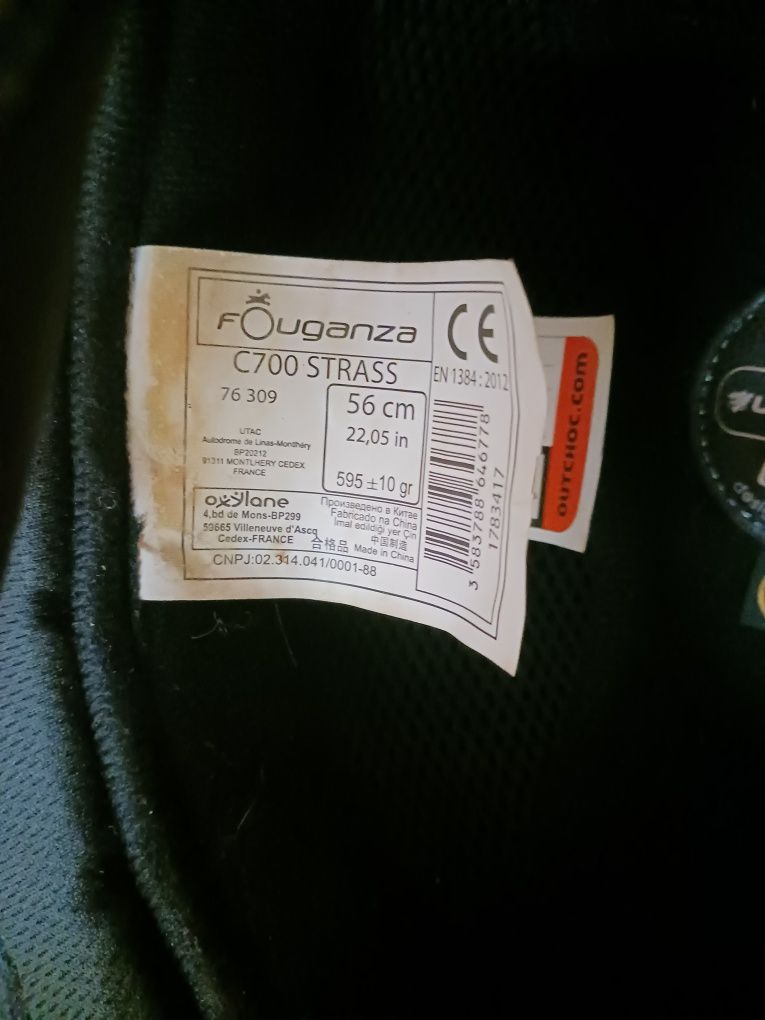 FOuganza
C700 STRASS
76 309
UTAC
Autodrome de Linas-Monthéry
BP20212
91311 MONTLHERY CEDEX
FRANCE
56 cm
22,05 in
595 ±10 gr
CE
EN 1384 : 2012
3 583788 646778
1783417
oxylane
4,bd de Mons-BP299
59665 Villeneuve d'Ascq
Cedex-FRANCE
Произведено в Китае
Fabricado na China
Imal edildiği yer Çin
合格品
中国制造
Made in China
CNPJ:02.314.041/0001-88
OUTCHOC.com